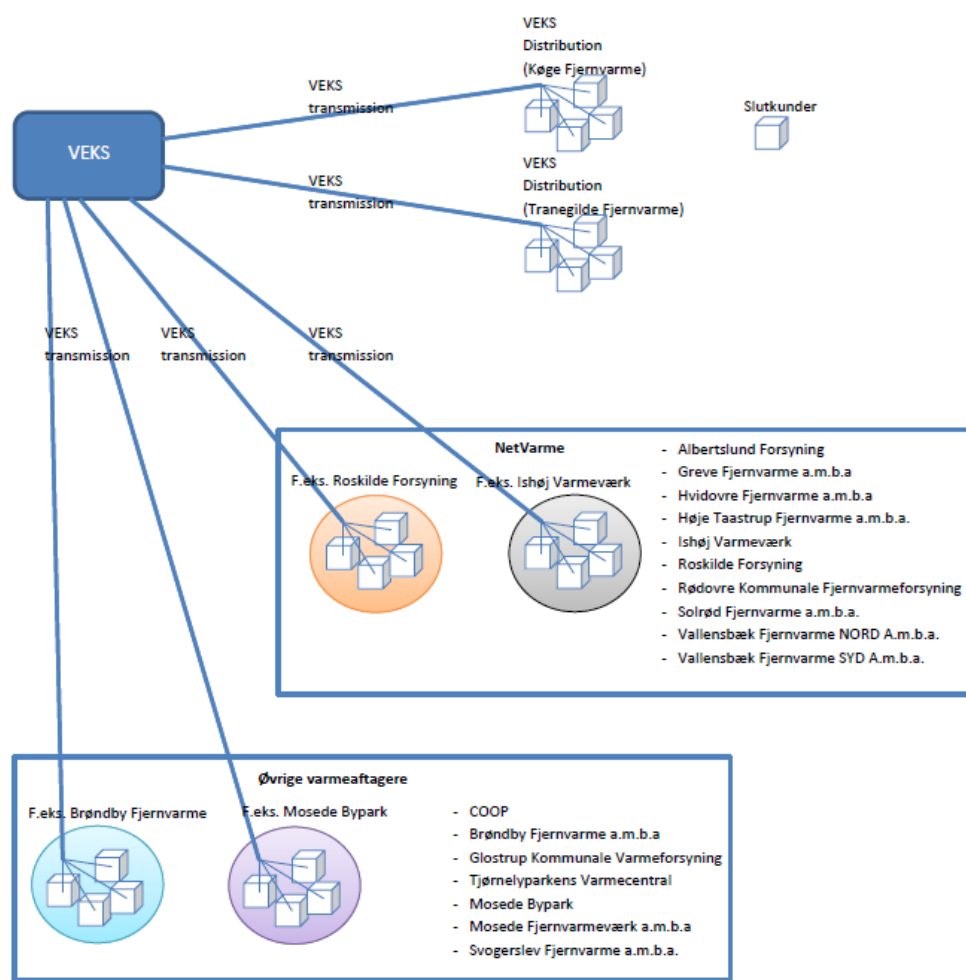 VEKS
Distribution
(Køge Fjernvarme)
VEKS
transmission
Slutkunder
VEKS
VEKS
Distribution
(Tranegilde Fjernvarme)
VEKS
transmission
VEKS
transmission
VEKS
transmission
VEKS
transmission
NetVarme
F.eks. Roskilde Forsyning
F.eks. Ishøj Varmeværk
- Albertslund Forsyning
- Greve Fjernvarme a.m.b.a
- Hvidovre Fjernvarme a.m.b.a
- Høje Taastrup Fjernvarme a.m.b.a.
- Ishøj Varmeværk
- Roskilde Forsyning
- Rødovre Kommunale Fjernvarmeforsyning
- Solrød Fjernvarme a.m.b.a.
- Vallensbæk Fjernvarme NORD A.m.b.a.
- Vallensbæk Fjernvarme SYD A.m.b.a.
Øvrige varmeaftagere
F.eks. Brøndby Fjernvarme
F.eks. Mosede Bypark
- COOP
- Brøndby Fjernvarme a.m.b.a
- Glostrup Kommunale Varmeforsyning
- Tjørnelyparkens Varmecentral
- Mosede Bypark
- Mosede Fjernvarmeværk a.m.b.a
- Svogerslev Fjernvarme a.m.b.a.